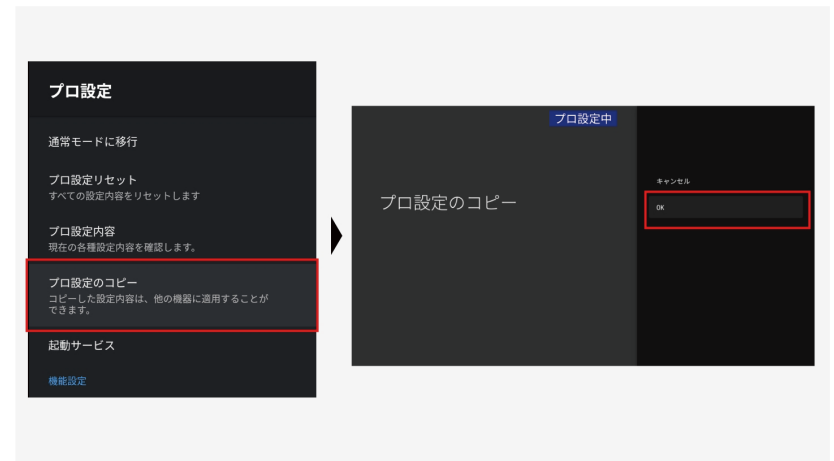 プロ設定
通常モードに移行
プロ設定リセット
すべての設定内容をリセットします
プロ設定内容
現在の各種設定内容を確認します。
プロ設定のコピー
コピーした設定内容は、他の機器に適用することが
できます。
起動サービス
機能設定
プロ設定中
プロ設定のコピー
キャンセル
OK